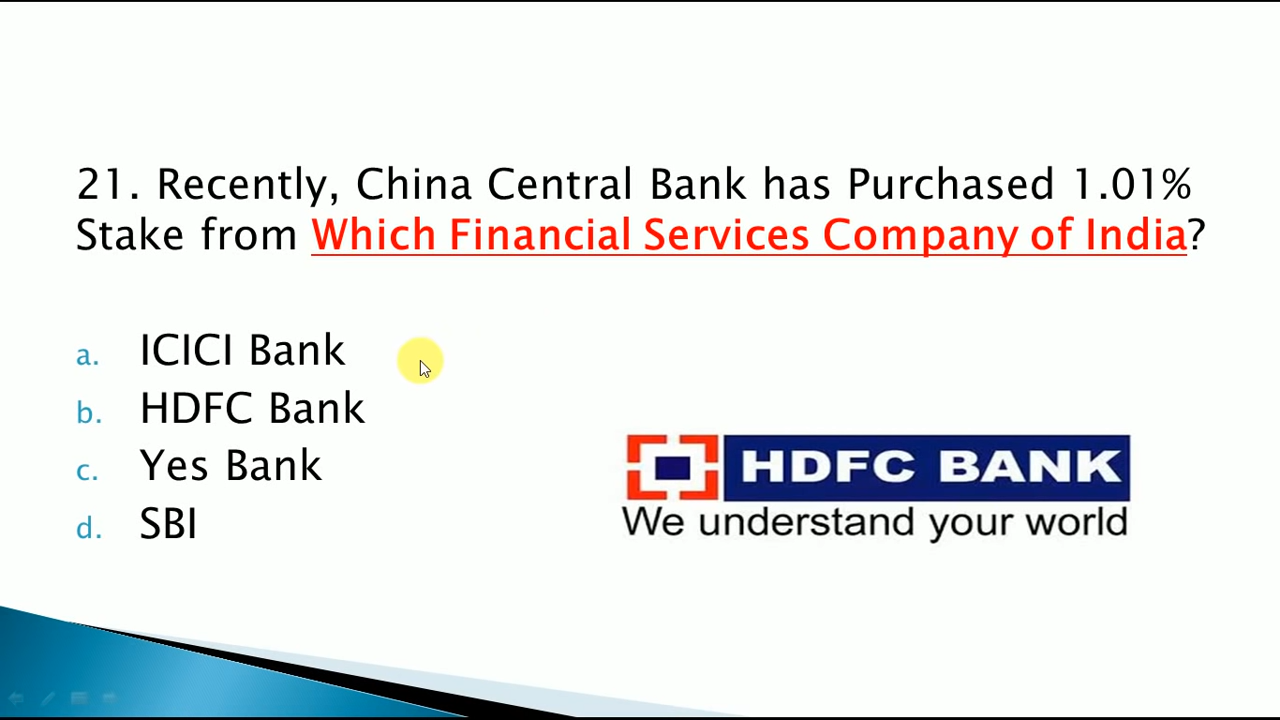 21. Recently, China Central Bank has Purchased 1.01%
Stake from Which Financial Services Company of India?
a. ICICI Bank
b. HDFC Bank
c. Yes Bank
d. SBI
HDFC BANK
We understand your world